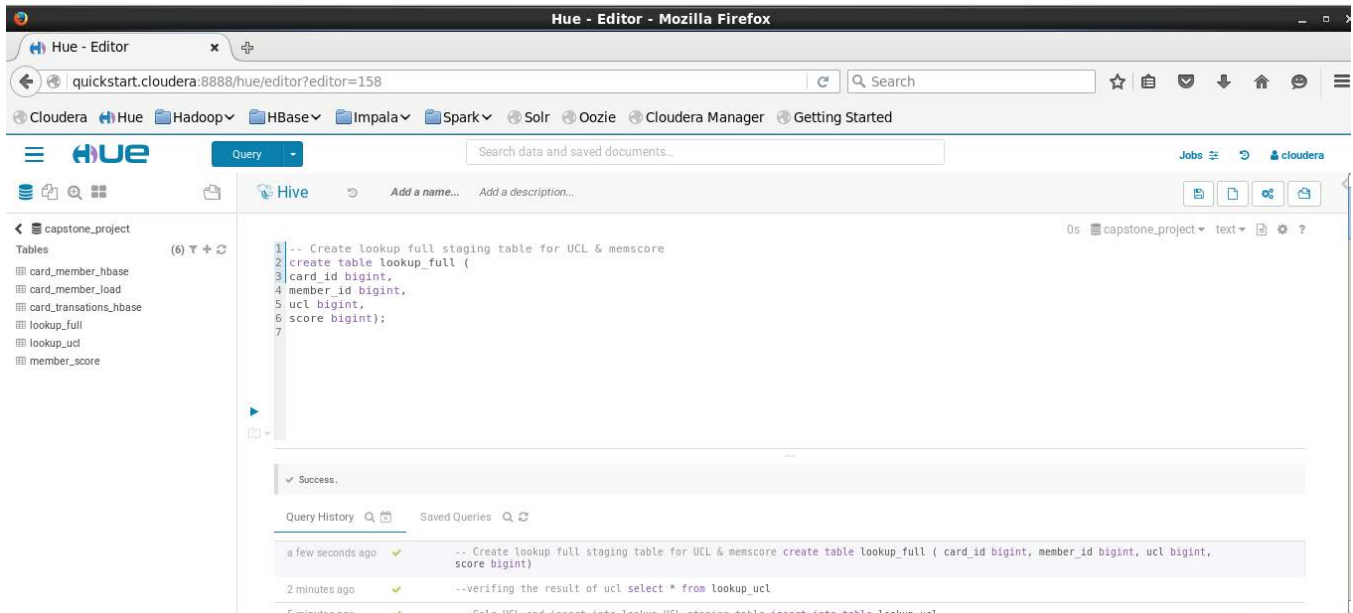 Hue - Editor - Mozilla Firefox
Hue - Editor
quickstart.cloudera:8888/hue/editor?editor=158
Search
Cloudera Hue Hadoop HBase Impala Spark Solr Oozie Cloudera Manager Getting Started
HUE Query Search data and saved documents... Jobs cloudera
Hive Add a name... Add a description...
capstone_project
Tables (6)
card_member_hbase
card_member_load
card_transations_hbase
lookup_full
lookup_ucl
member_score
0s capstone_project text ?
1 -- Create lookup full staging table for UCL & memscore
2 create table lookup_full (
3 card_id bigint,
4 member_id bigint,
5 ucl bigint,
6 score bigint);
7
...
Success.
Query History Saved Queries
a few seconds ago -- Create lookup full staging table for UCL & memscore create table lookup_full ( card_id bigint, member_id bigint, ucl bigint,
score bigint)
2 minutes ago --verifing the result of ucl select * from lookup_ucl